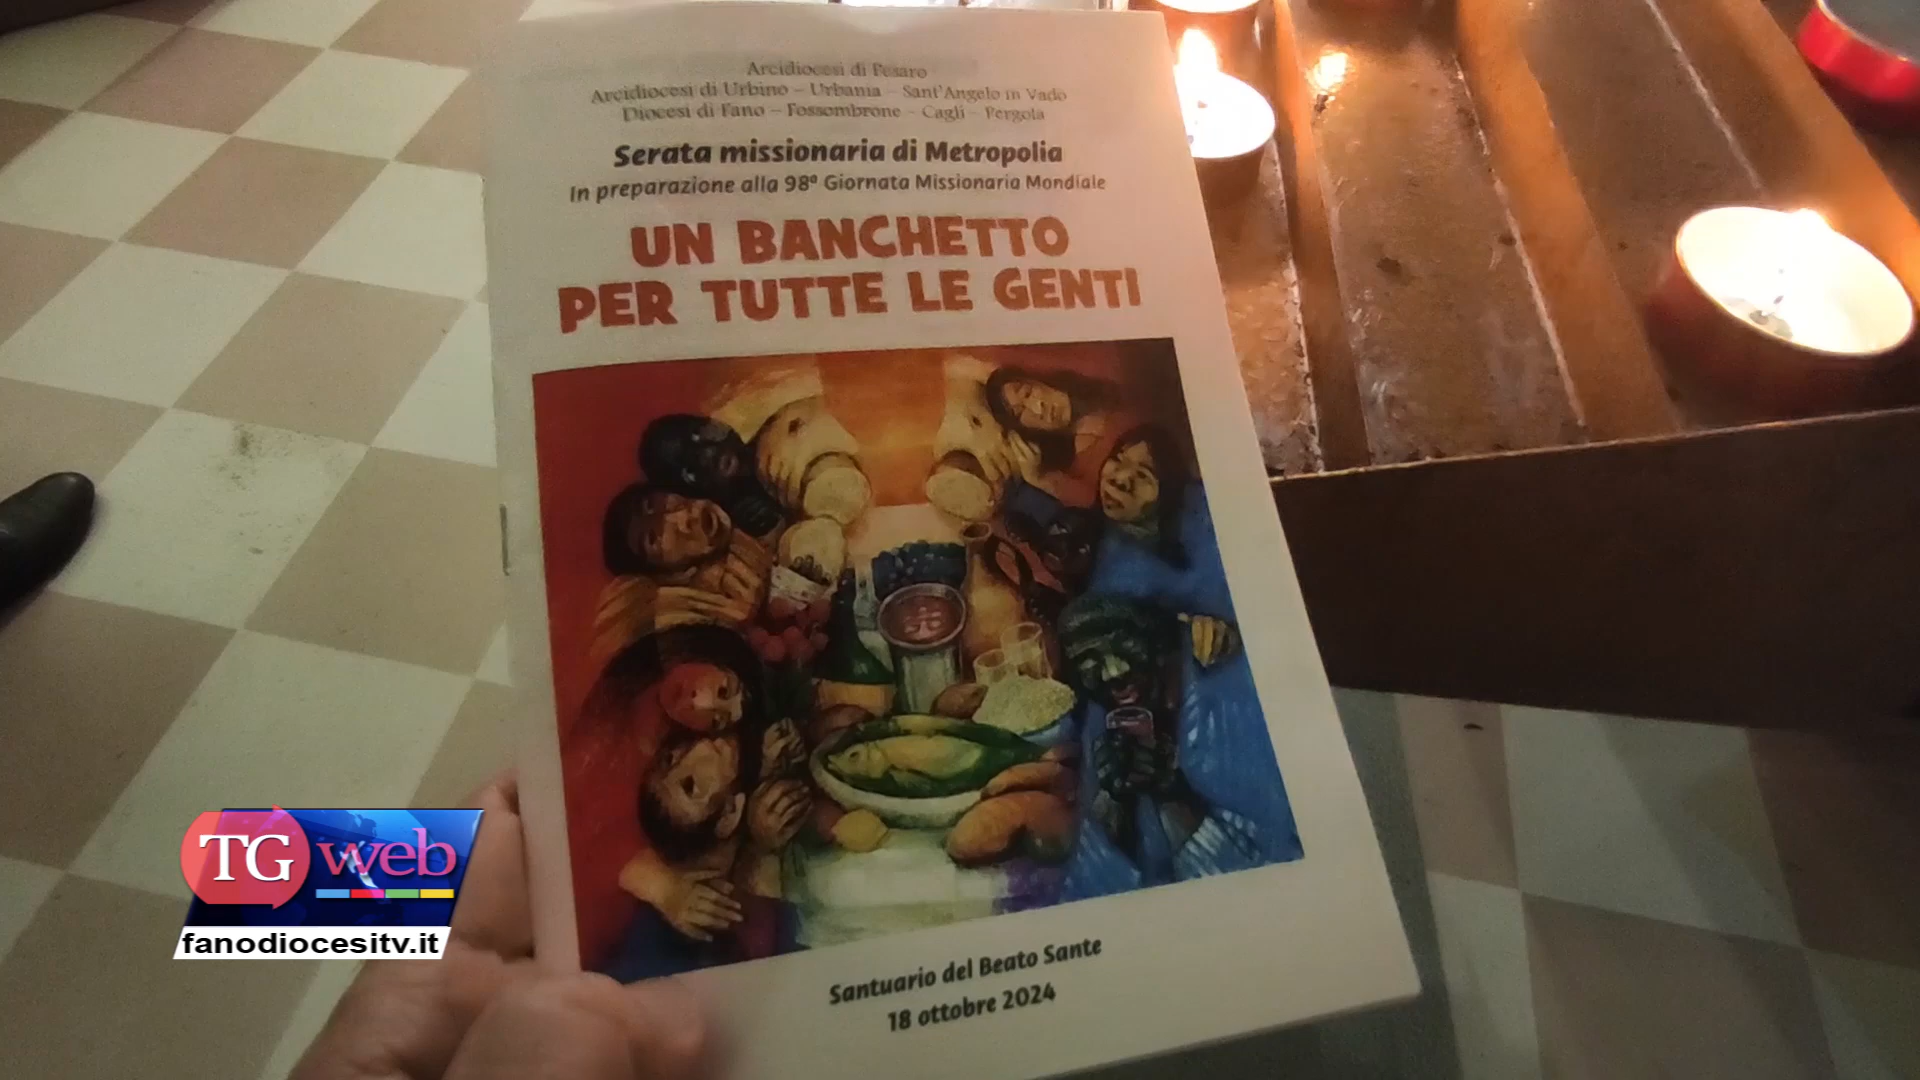 Arcidiocesi di Pesaro
Arcidiocesi di Urbino – Urbania – Sant'Angelo in Vado
Diocesi di Fano – Fossombrone – Cagli – Pergola
Serata missionaria di Metropolia
In preparazione alla 98ª Giornata Missionaria Mondiale
UN BANCHETTO
PER TUTTE LE GENTI
Santuario del Beato Sante
18 ottobre 2024
TG web
fanodiocesitv.it